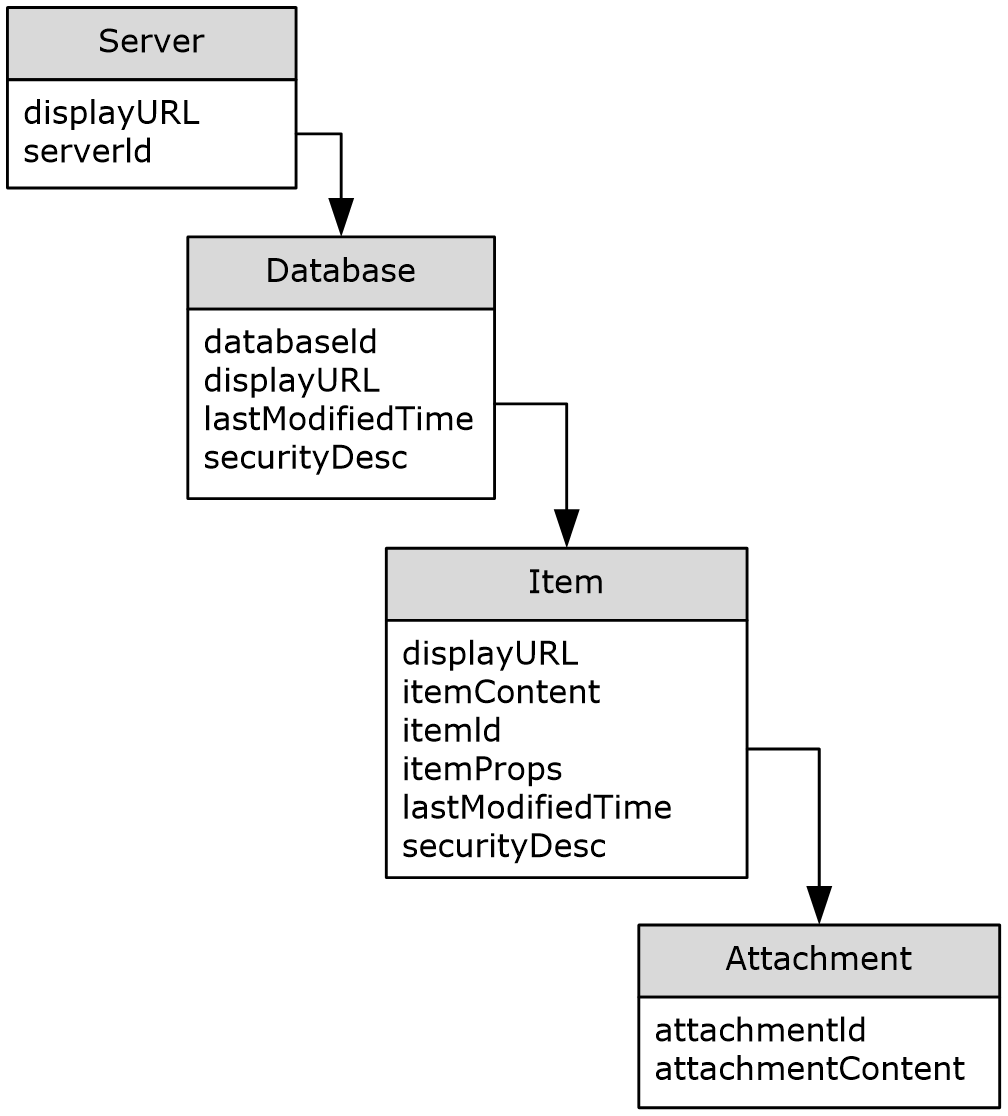 Server
displayURL
serverId
Database
databaseId
displayURL
lastModifiedTime
securityDesc
Item
displayURL
itemContent
itemId
itemProps
lastModifiedTime
securityDesc
Attachment
attachmentId
attachmentContent